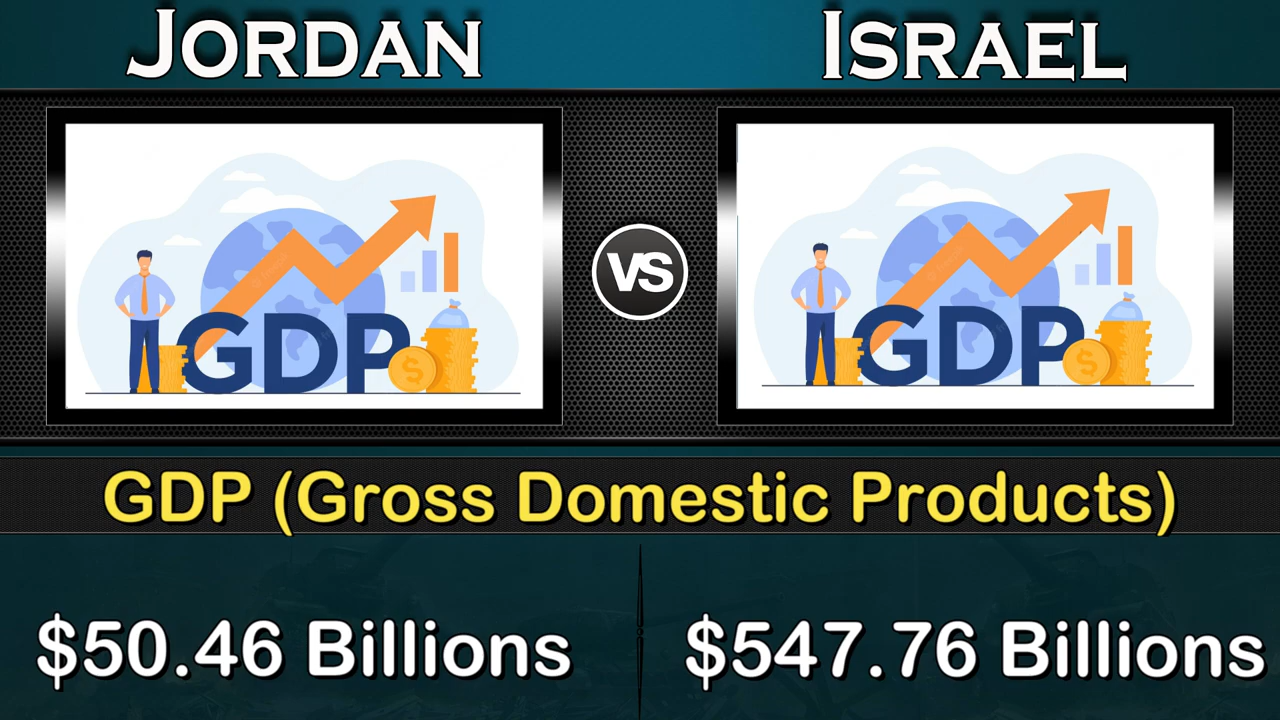 JORDAN
ISRAEL
VS
GDP
$
GDP
$
GDP (Gross Domestic Products)
$50.46 Billions
$547.76 Billions